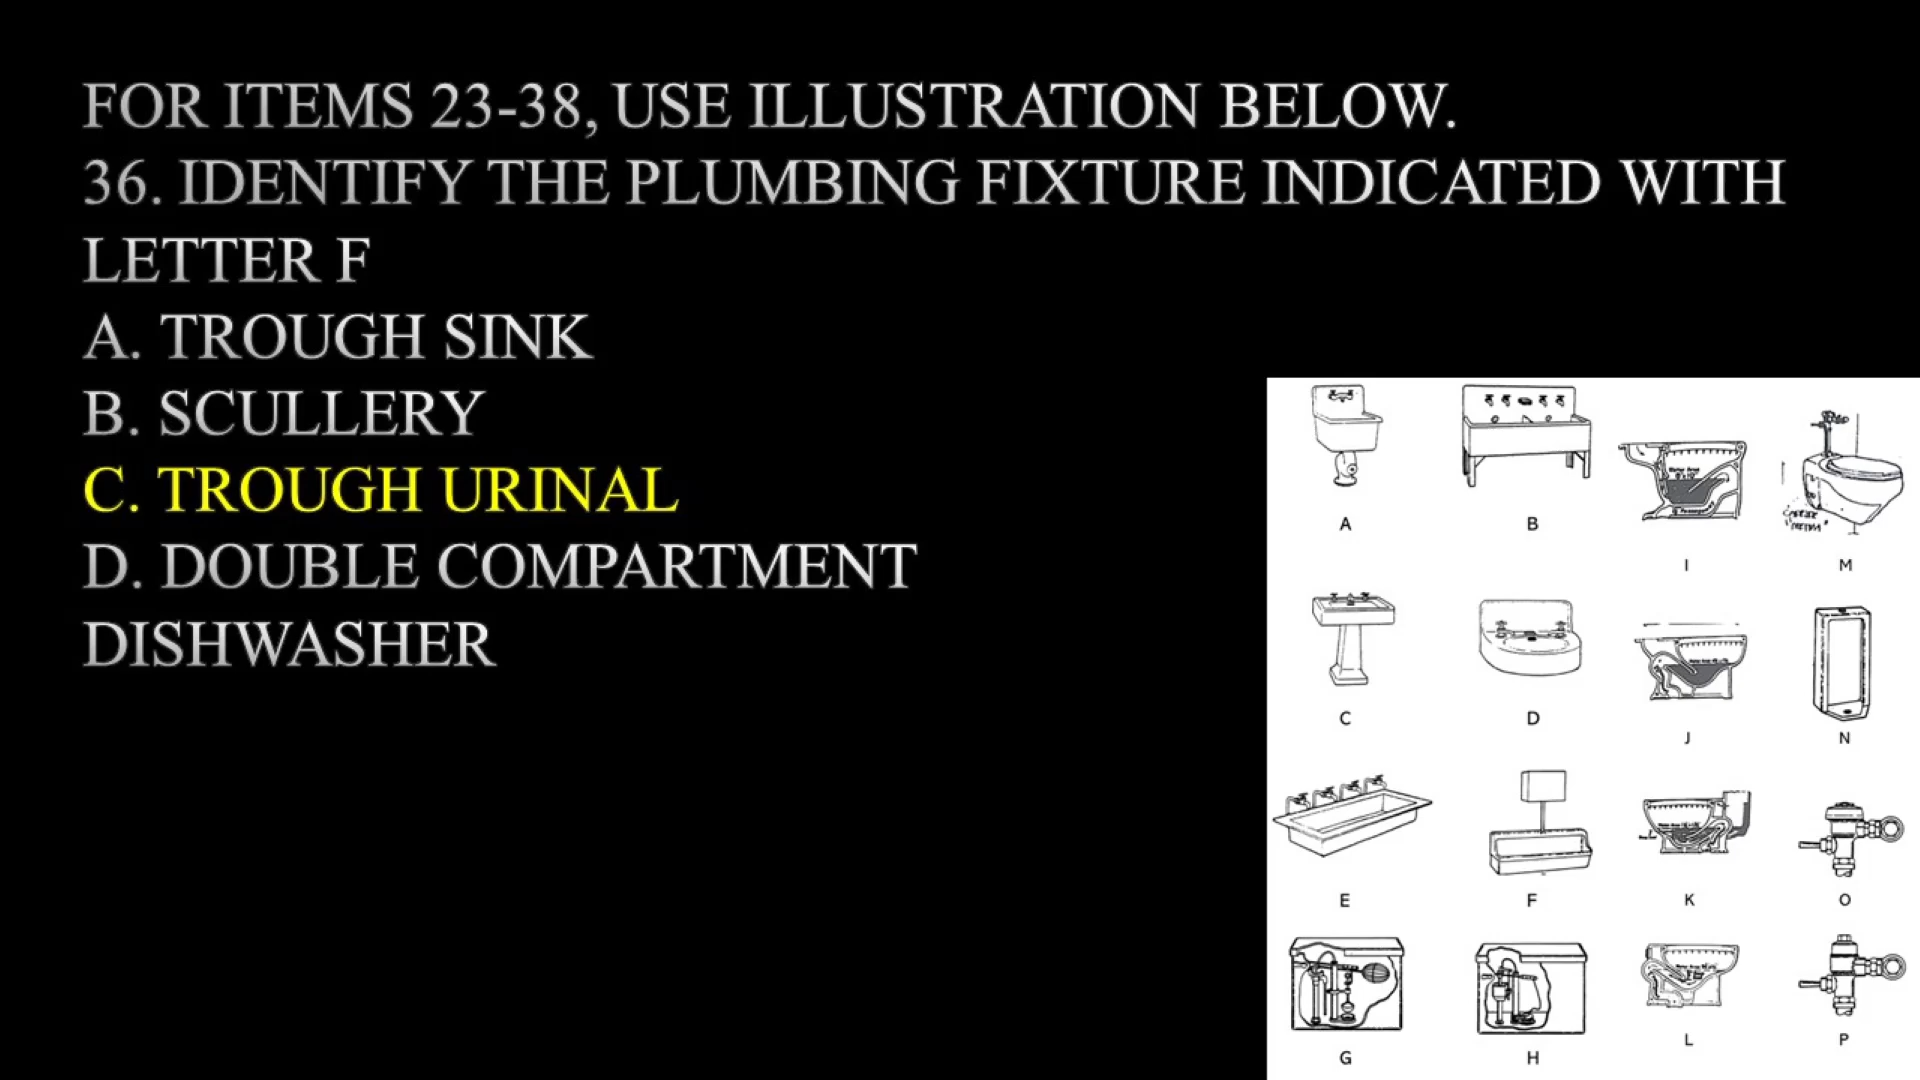 FOR ITEMS 23-38, USE ILLUSTRATION BELOW.
36. IDENTIFY THE PLUMBING FIXTURE INDICATED WITH
LETTER F
A. TROUGH SINK
B. SCULLERY
C. TROUGH URINAL
D. DOUBLE COMPARTMENT
DISHWASHER
A
B
I
M
C
D
J
N
E
F
K
O
G
H
L
P